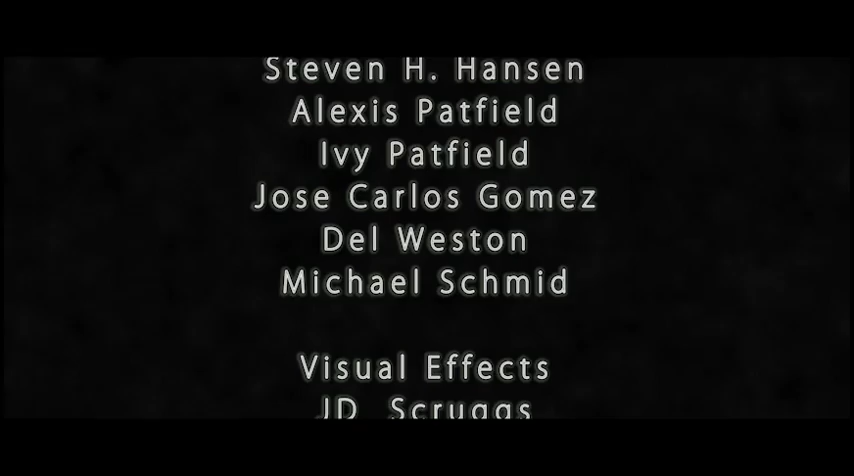 Steven H. Hansen
Alexis Patfield
Ivy Patfield
Jose Carlos Gomez
Del Weston
Michael Schmid
Visual Effects
JD Scruggs